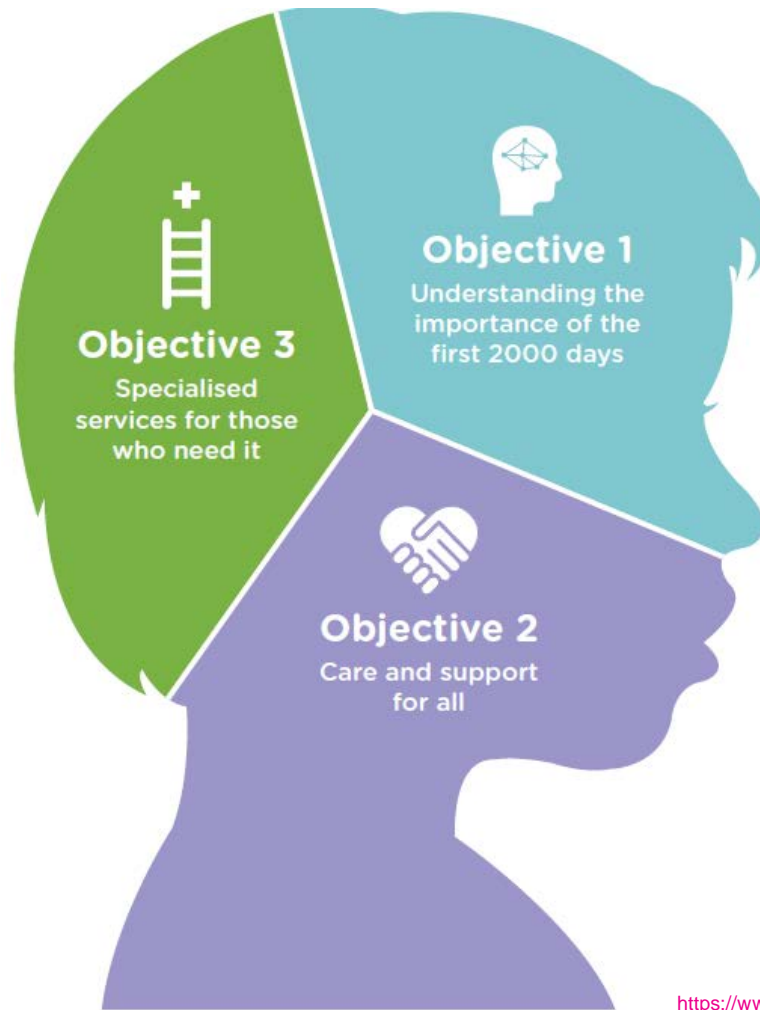 Objective 1
Understanding the
importance of the
first 2000 days
Objective 3
Specialised
services for those
who need it
Objective 2
Care and support
for all
https://ww